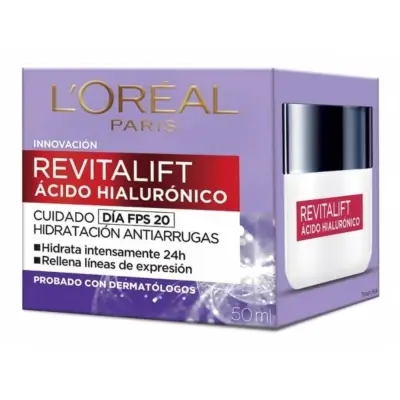 L'ORÉAL
PARIS
INNOVACIÓN
REVITALIFT
ÁCIDO HIALURÓNICO
CUIDADO DÍA FPS 20
HIDRATACIÓN ANTIARRUGAS
Hidrata intensamente 24h
Rellena líneas de expresión
PROBADO CON DERMATÓLOGOS
50 ml
REVITALIFT
ÁCIDO HIALURÓNICO